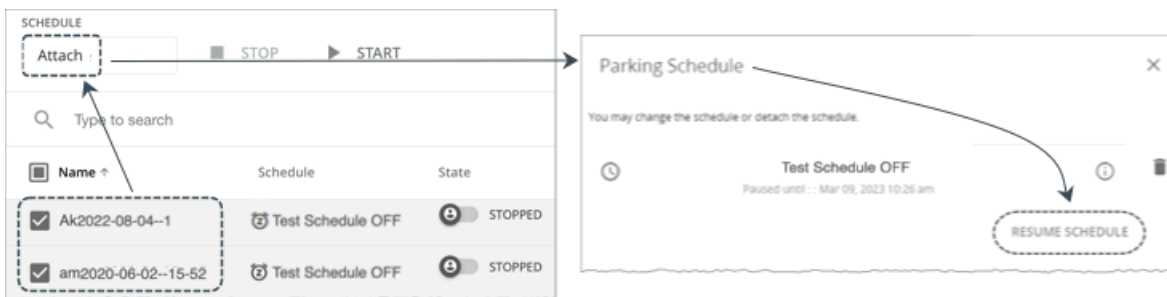 SCHEDULE
Attach
STOP
START
Type to search
Name
Schedule
State
Ak2022-08-04--1
Test Schedule OFF
STOPPED
am2020-06-02--15-52
Test Schedule OFF
STOPPED
Parking Schedule
You may change the schedule or detach the schedule.
Test Schedule OFF
Paused until : : Mar 09, 2023 10:26 am
RESUME SCHEDULE